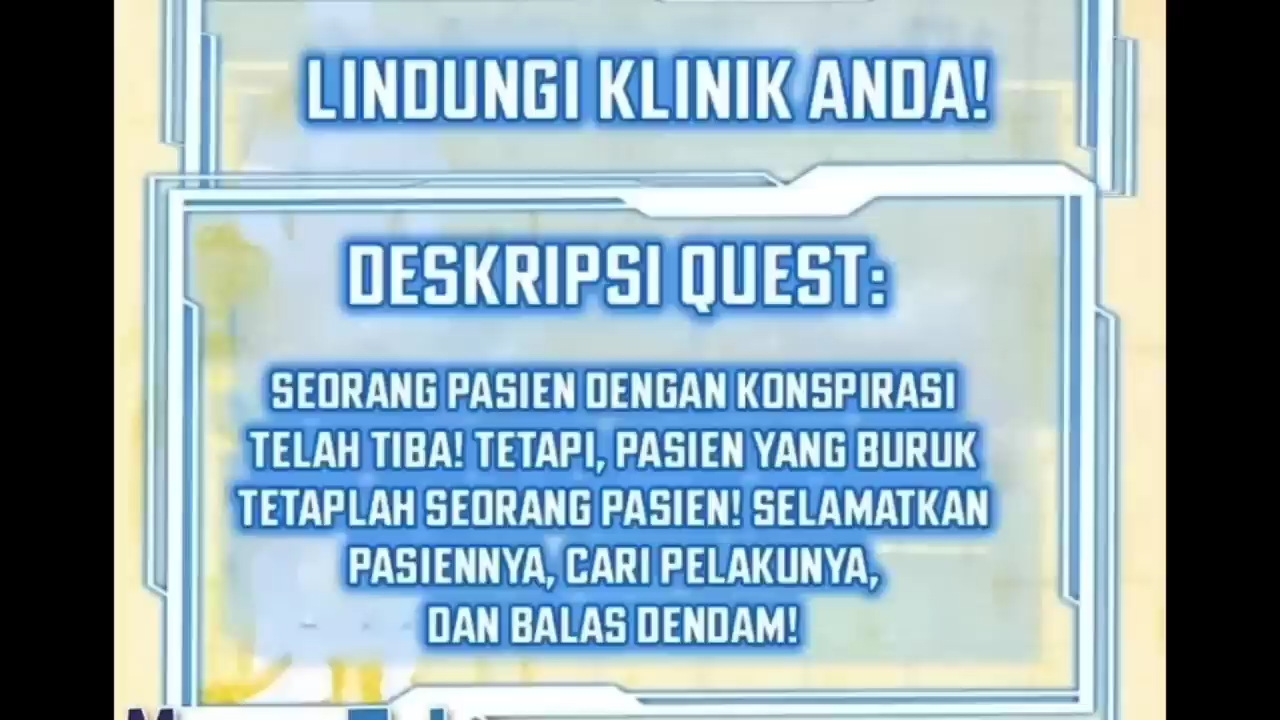 LINDUNGI KLINIK ANDA!
DESKRIPSI QUEST:
SEORANG PASIEN DENGAN KONSPIRASI
TELAH TIBA! TETAPI, PASIEN YANG BURUK
TETAPLAH SEORANG PASIEN! SELAMATKAN
PASIENNYA, CARI PELAKUNYA,
DAN BALAS DENDAM!